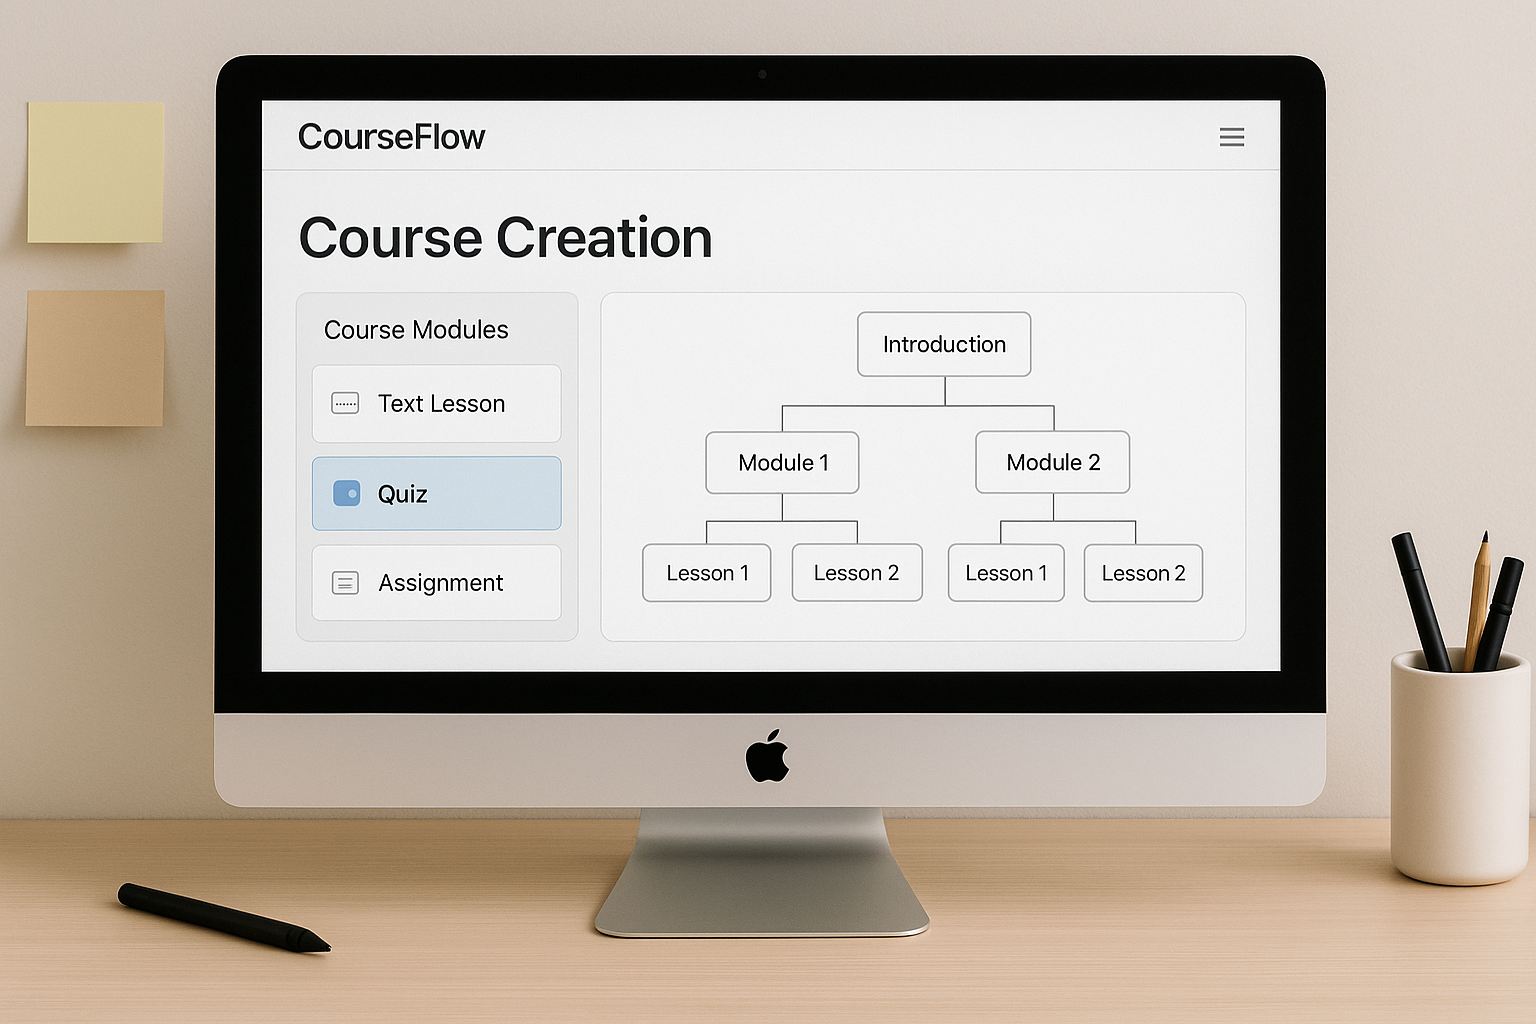 CourseFlow
Course Creation
Course Modules
Text Lesson
Quiz
Assignment
Introduction
Module 1
Module 2
Lesson 1
Lesson 2
Lesson 1
Lesson 2